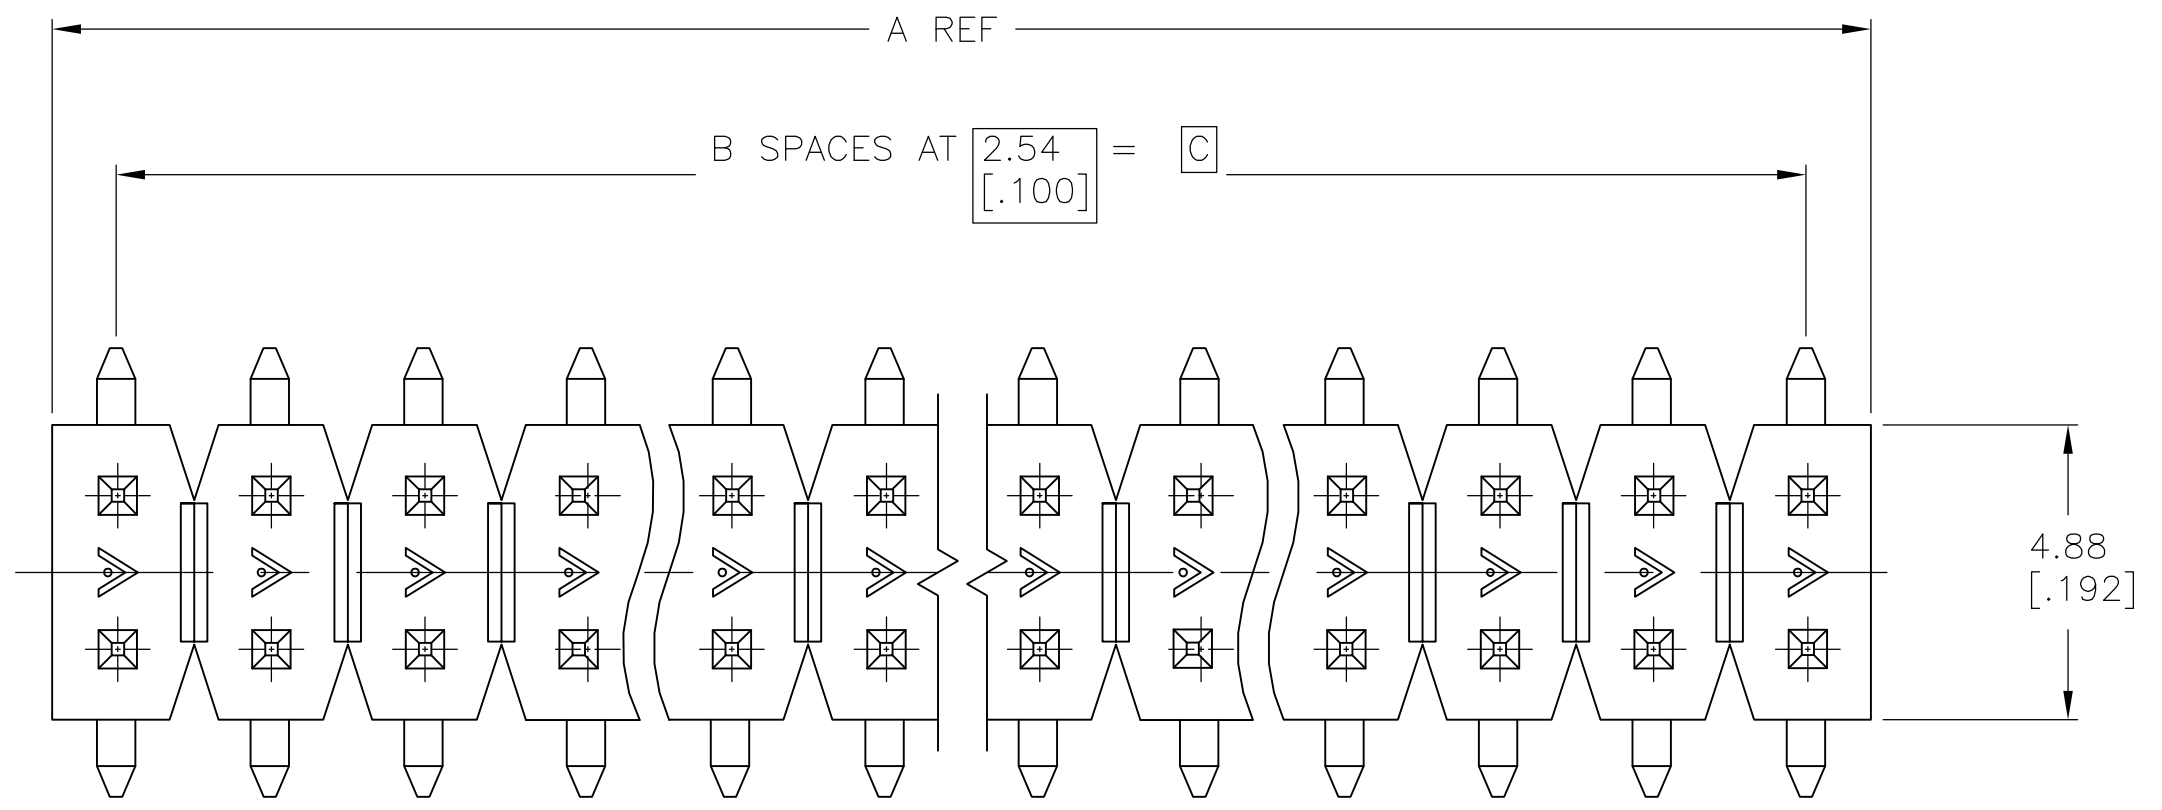 A REF
B SPACES AT 2.54 = C
[.100]
4.88
[.192]